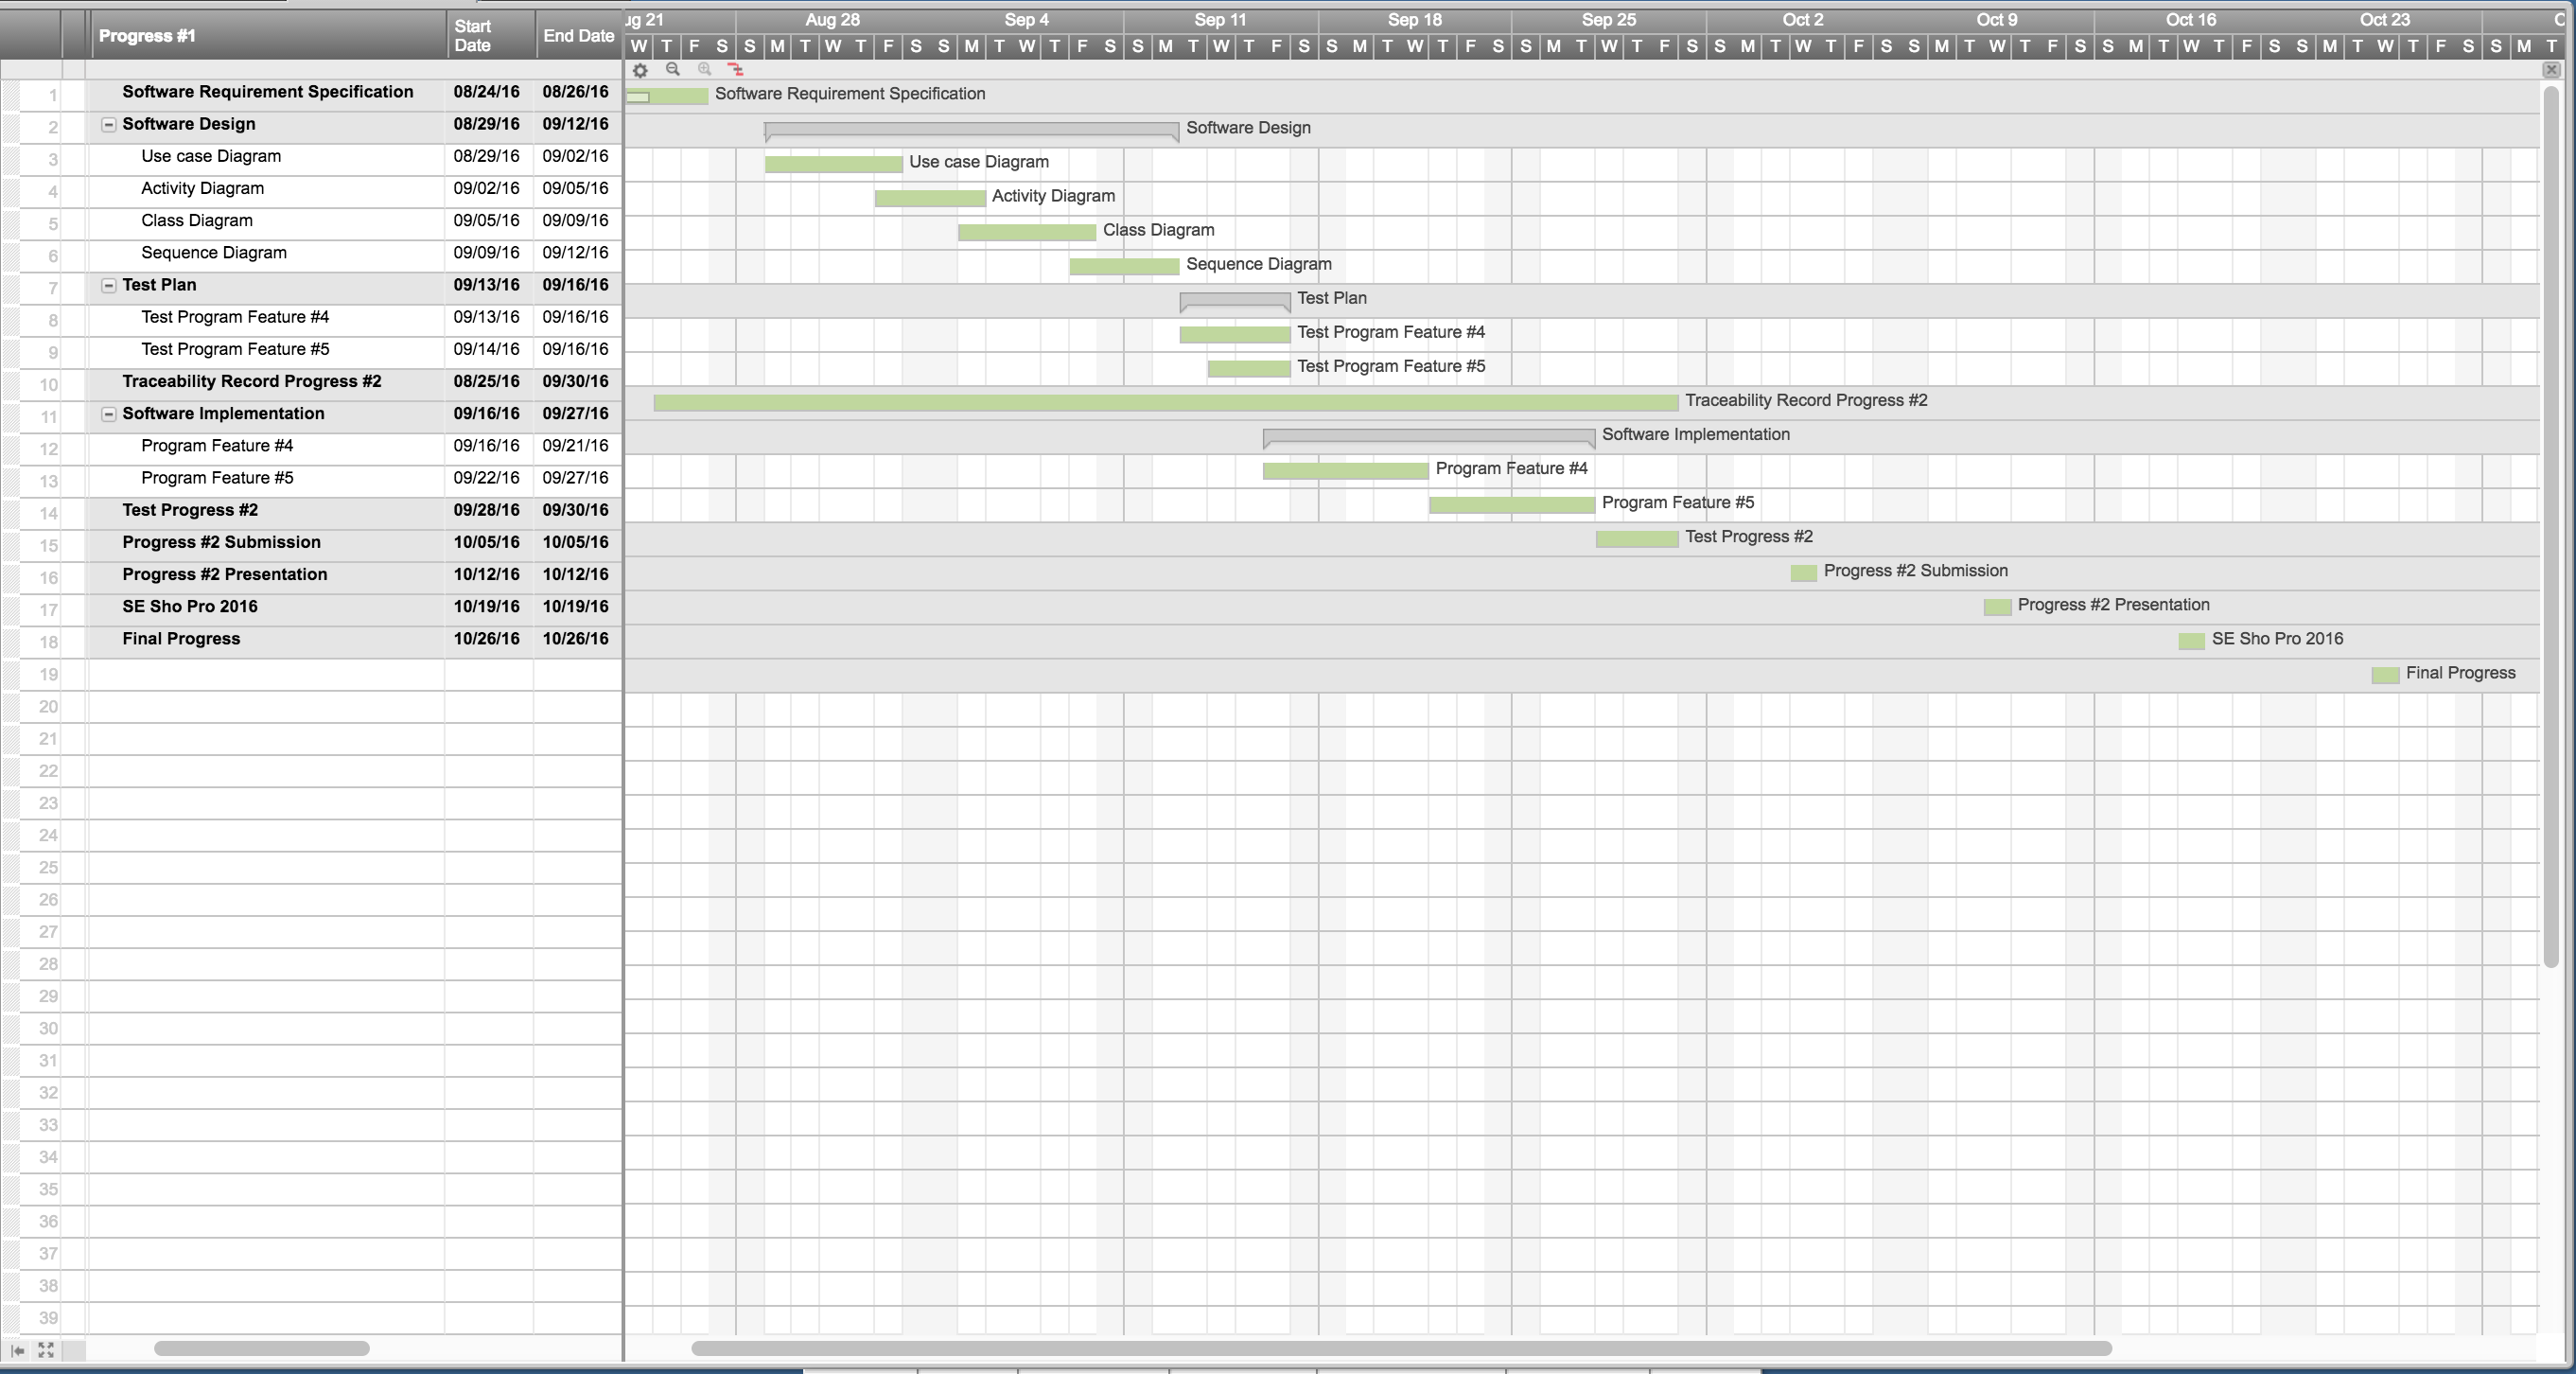 Progress #1 Start Date End Date
ug 21 Aug 28 Sep 4 Sep 11 Sep 18 Sep 25 Oct 2 Oct 9 Oct 16 Oct 23
W T F S S M T W T F S S M T W T F S S M T W T F S S M T W T F S S M T W T F S S M T W T F S S M T W T F S S M T W T F S S M T W T F S S M T
1 Software Requirement Specification 08/24/16 08/26/16 Software Requirement Specification
2 Software Design 08/29/16 09/12/16 Software Design
3 Use case Diagram 08/29/16 09/02/16 Use case Diagram
4 Activity Diagram 09/02/16 09/05/16 Activity Diagram
5 Class Diagram 09/05/16 09/09/16 Class Diagram
6 Sequence Diagram 09/09/16 09/12/16 Sequence Diagram
7 Test Plan 09/13/16 09/16/16 Test Plan
8 Test Program Feature #4 09/13/16 09/16/16 Test Program Feature #4
9 Test Program Feature #5 09/14/16 09/16/16 Test Program Feature #5
10 Traceability Record Progress #2 08/25/16 09/30/16 Traceability Record Progress #2
11 Software Implementation 09/16/16 09/27/16 Software Implementation
12 Program Feature #4 09/16/16 09/21/16 Program Feature #4
13 Program Feature #5 09/22/16 09/27/16 Program Feature #5
14 Test Progress #2 09/28/16 09/30/16 Test Progress #2
15 Progress #2 Submission 10/05/16 10/05/16 Progress #2 Submission
16 Progress #2 Presentation 10/12/16 10/12/16 Progress #2 Presentation
17 SE Sho Pro 2016 10/19/16 10/19/16 SE Sho Pro 2016
18 Final Progress 10/26/16 10/26/16 Final Progress
19
20
21
22
23
24
25
26
27
28
29
30
31
32
33
34
35
36
37
38
39